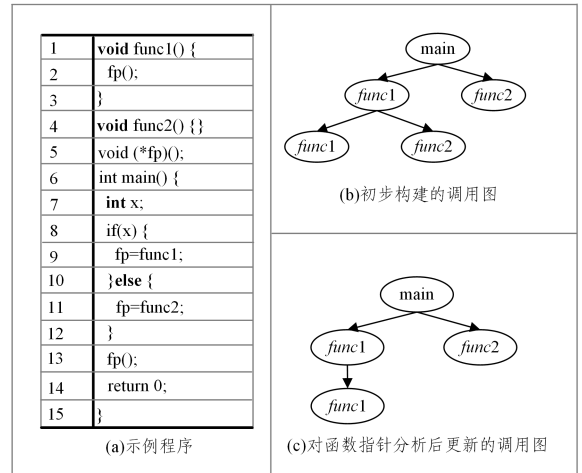 1 void func1() {
2 fp();
3 }
4 void func2() {}
5 void (*fp)();
6 int main() {
7 int x;
8 if(x) {
9 fp=func1;
10 }else {
11 fp=func2;
12 }
13 fp();
14 return 0;
15 }
(a)示例程序
main
func1 func2
func1 func2
(b)初步构建的调用图
main
func1 func2
func1
(c)对函数指针分析后更新的调用图